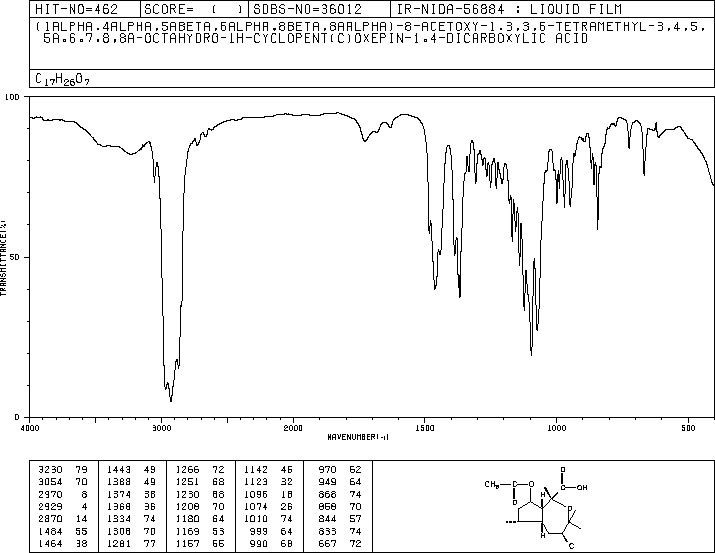 HIT-NO=462 SCORE= ( ) SDBS-NO=36012 IR-NIDA-56884 : LIQUID FILM
(1ALPHA,4ALPHA,5ABETA,6ALPHA,8BETA,8AALPHA)-8-ACETOXY-1,3,3,6-TETRAMETHYL-3,4,5,
5A,6,7,8,8A-OCTAHYDRO-1H-CYCLOPENT(C)OXEPIN-1,4-DICARBOXYLIC ACID
C17H26O7
100
50
0
TRANSMITTANCE(%)
4000 3000 2000 1500 1000 500
WAVENUMBER(-1)
3230 79 1443 49 1266 72 1142 46 970 62
3054 70 1388 49 1251 68 1123 32 949 64
2970 8 1374 36 1230 68 1096 18 868 74
2929 4 1368 36 1208 70 1074 26 858 70
2870 14 1334 74 1180 64 1010 74 844 57
1484 55 1308 70 1169 53 999 64 833 74
1464 38 1281 77 1157 55 990 68 667 72
O
CH3 C O C OH
O H O
H
C